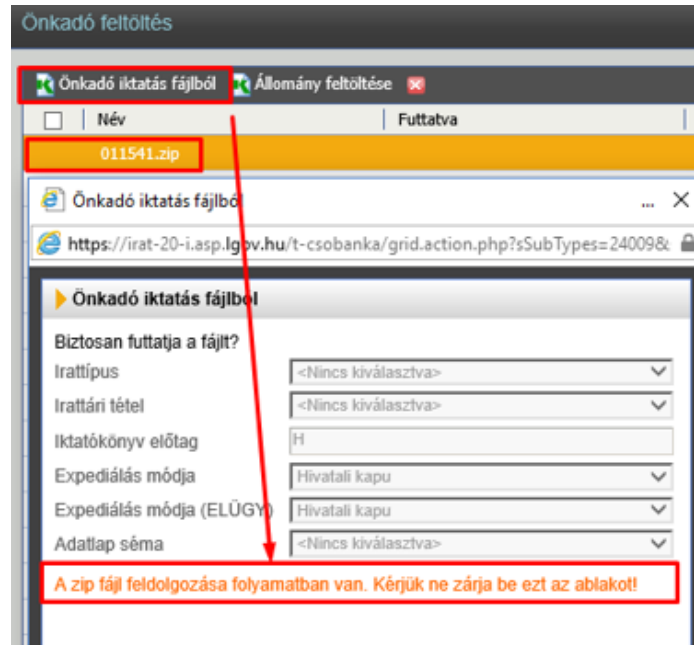 Önkadó feltöltés
Önkadó iktatás fájlból Állomány feltöltése
Név Futtatva
011541.zip
Önkadó iktatás fájlból ...
https://irat-20-i.asp.lgov.hu/t-csobanka/grid.action.php?sSubTypes=24009&
Önkadó iktatás fájlból
Biztosan futtatja a fájlt?
Irattípus <Nincs kiválasztva>
Irattári tétel <Nincs kiválasztva>
Iktatókönyv előtag H
Expediálás módja Hivatali kapu
Expediálás módja (ELÜGY) Hivatali kapu
Adatlap séma <Nincs kiválasztva>
A zip fájl feldolgozása folyamatban van. Kérjük ne zárja be ezt az ablakot!